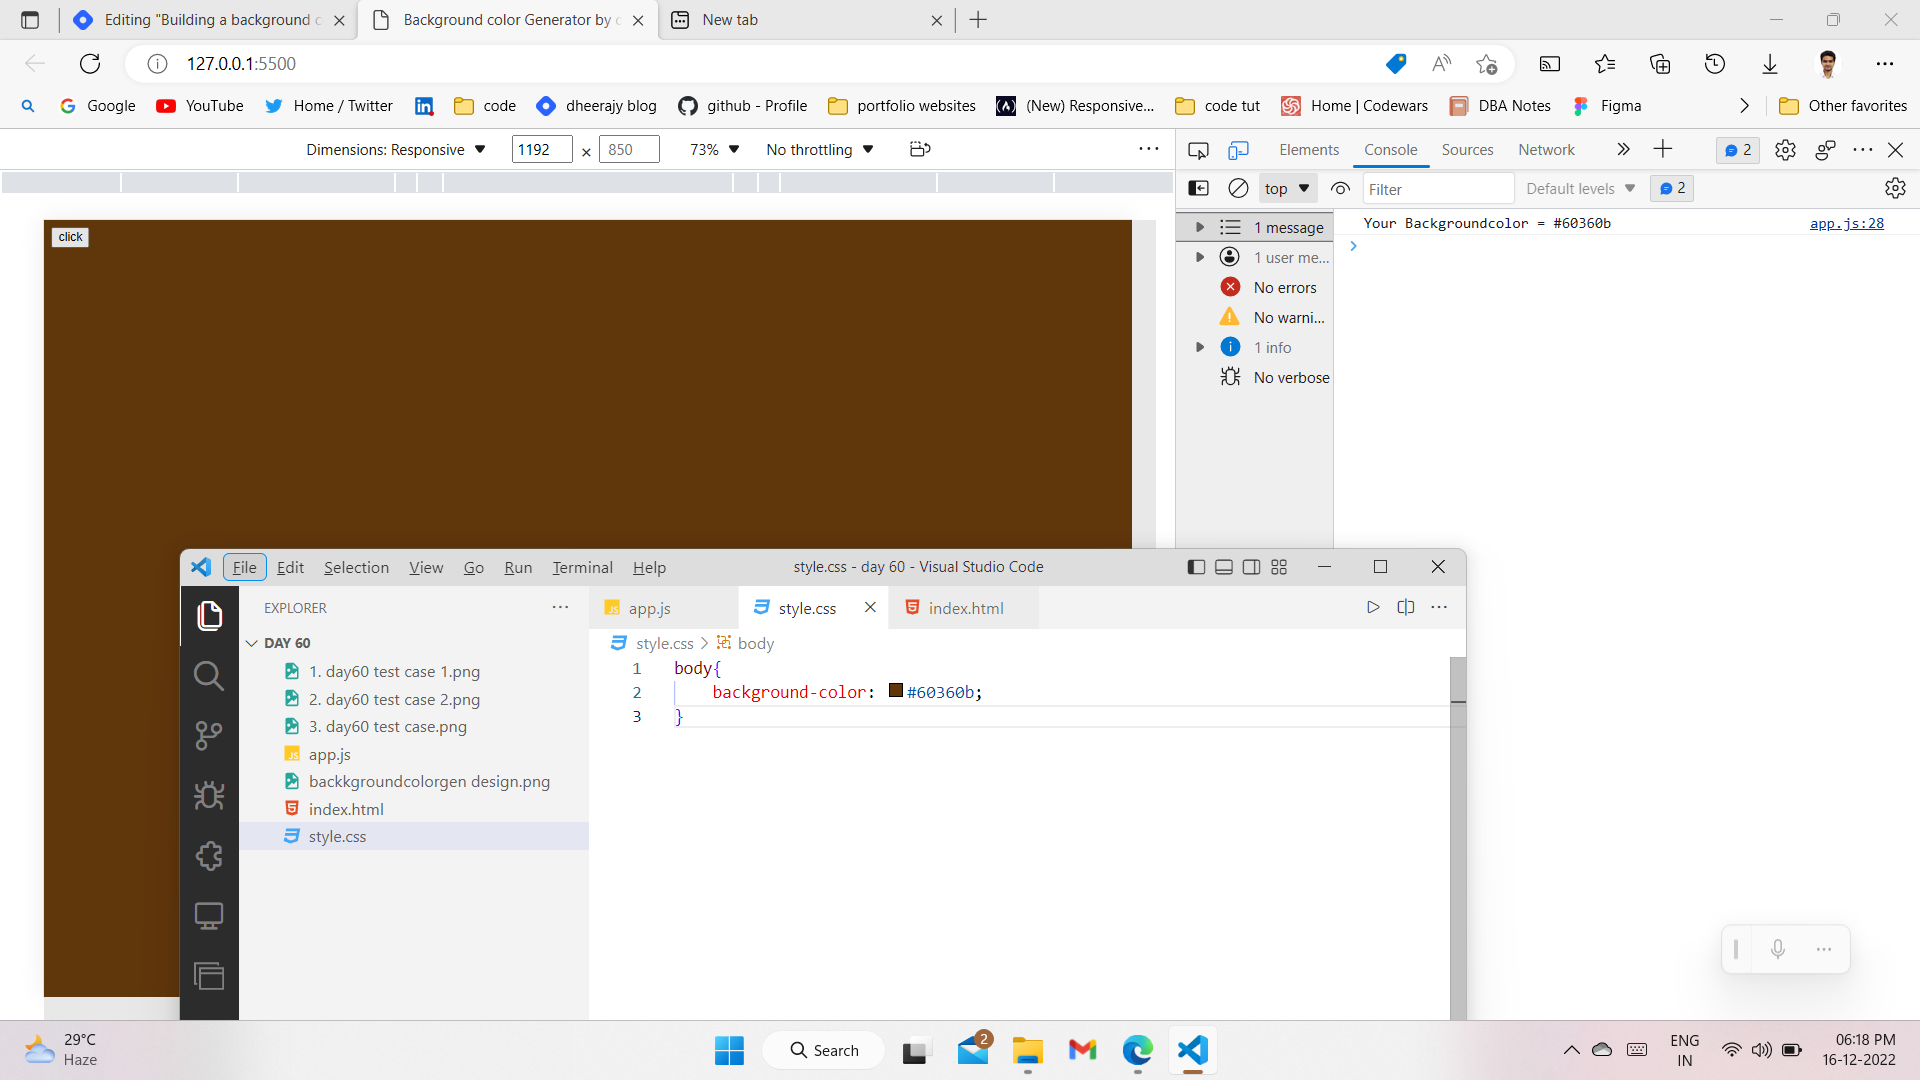 Editing "Building a background c
Background color Generator by c
New tab
127.0.0.1:5500
Google
YouTube
Home / Twitter
code
dheerajy blog
github - Profile
portfolio websites
(New) Responsive...
code tut
Home | Codewars
DBA Notes
Figma
Other favorites
Dimensions: Responsive
1192 × 850
73%
No throttling
Elements
Console
Sources
Network
2
top
Filter
Default levels
2
click
1 message
1 user me...
No errors
No warni...
1 info
No verbose
Your Backgroundcolor = #60360b
app.js:28
File Edit Selection View Go Run Terminal Help
style.css - day 60 - Visual Studio Code
EXPLORER
DAY 60
1. day60 test case 1.png
2. day60 test case 2.png
3. day60 test case.png
app.js
backkgroundcolorgen design.png
index.html
style.css
app.js
style.css
index.html
style.css > body
1 body{
2 background-color: #60360b;
3 }
29°C
Haze
Search
2
ENG
IN
06:18 PM
16-12-2022